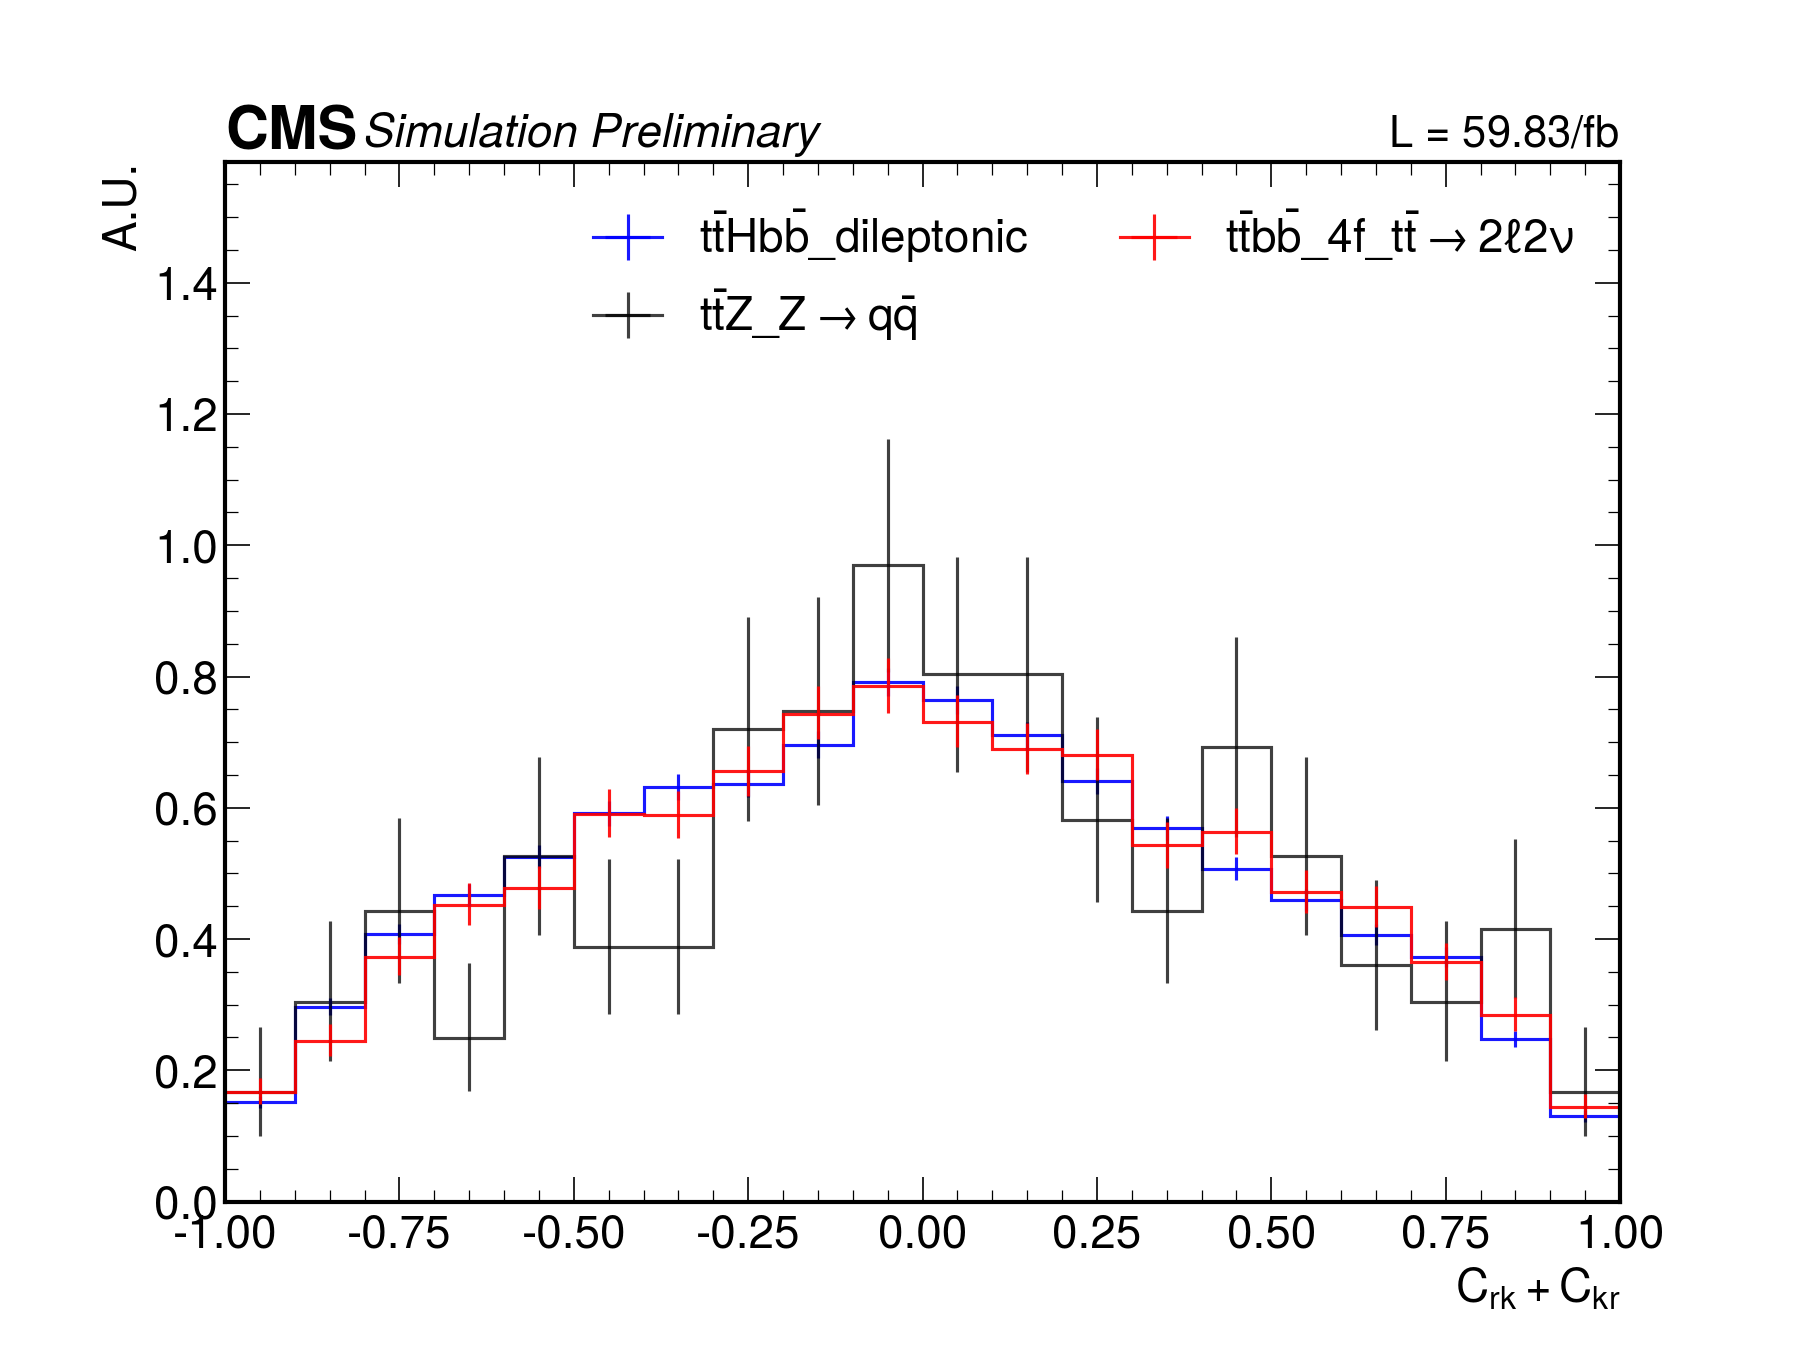 CMS Simulation Preliminary L = 59.83/fb
A.U.
tt̄Hbb̄_dileptonic tt̄bb̄_4f_tt̄ → 2ℓ2ν
tt̄Z_Z → qq̄
1.4
1.2
1.0
0.8
0.6
0.4
0.2
0.0
-1.00 -0.75 -0.50 -0.25 0.00 0.25 0.50 0.75 1.00
C_rk + C_kr